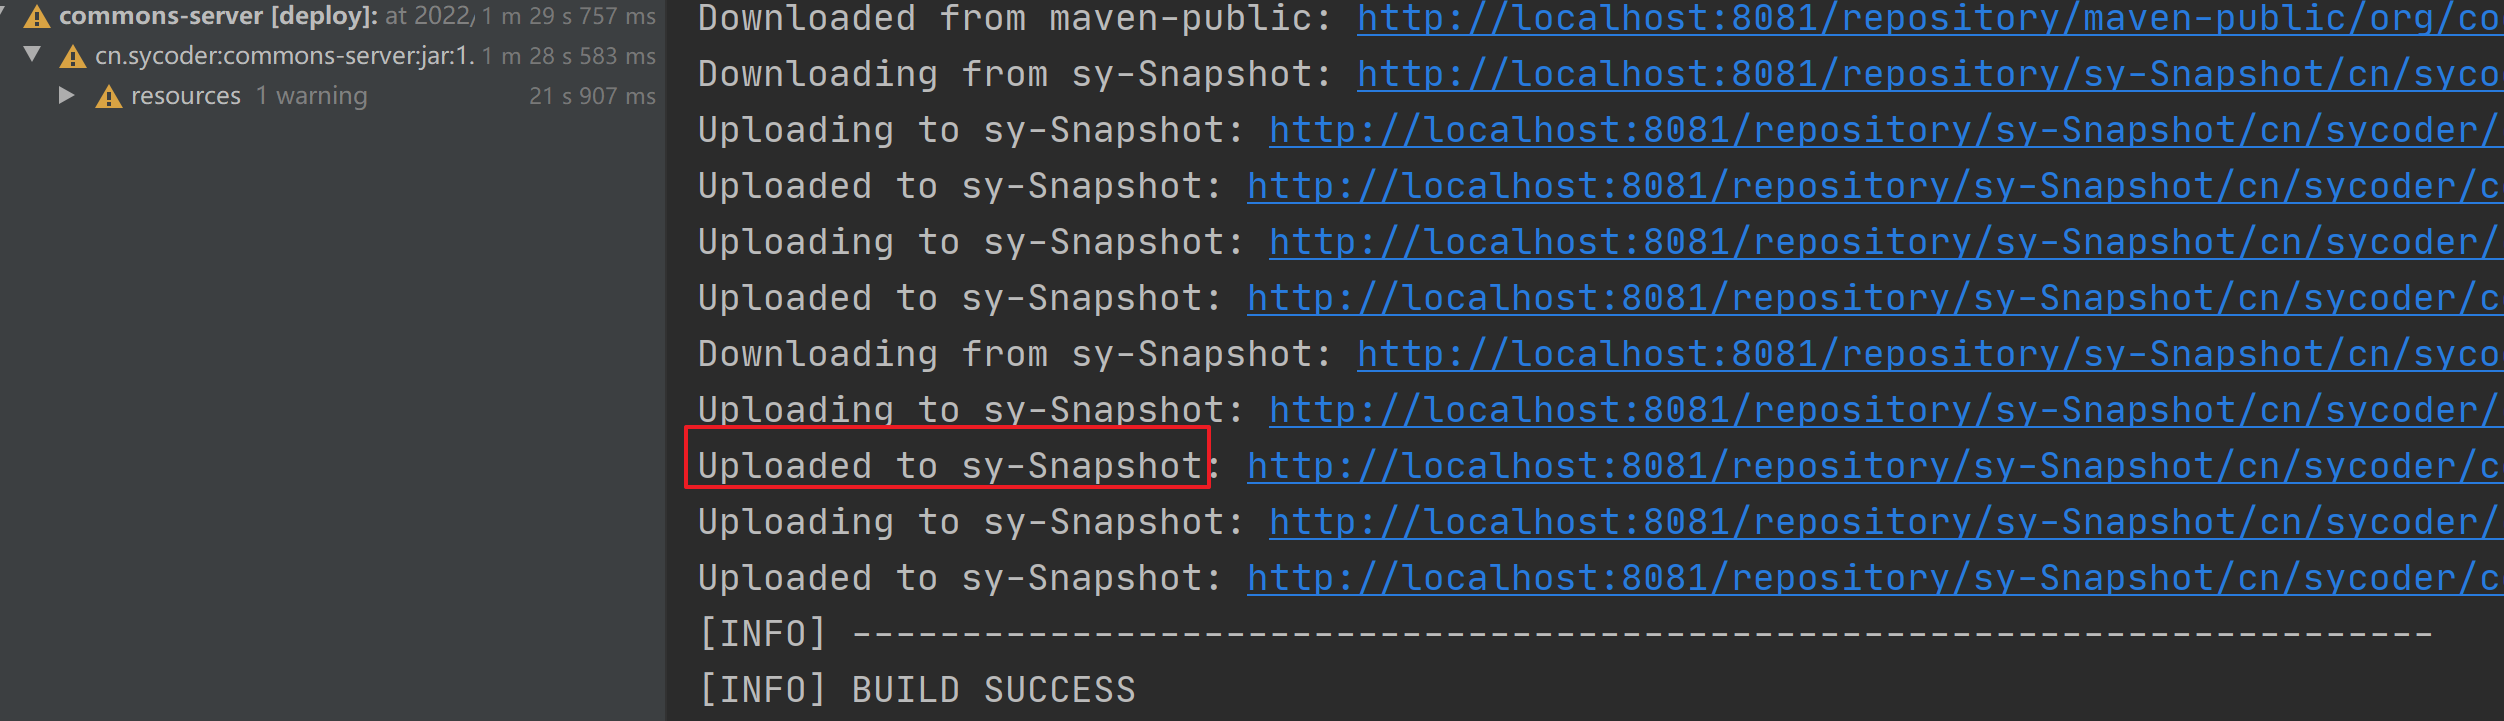 commons-server [deploy]: at 2022/ 1 m 29 s 757 ms
cn.sycoder:commons-server:jar:1. 1 m 28 s 583 ms
resources 1 warning 21 s 907 ms
Downloaded from maven-public: http://localhost:8081/repository/maven-public/org/co
Downloading from sy-Snapshot: http://localhost:8081/repository/sy-Snapshot/cn/syco
Uploading to sy-Snapshot: http://localhost:8081/repository/sy-Snapshot/cn/sycoder/
Uploaded to sy-Snapshot: http://localhost:8081/repository/sy-Snapshot/cn/sycoder/c
Uploading to sy-Snapshot: http://localhost:8081/repository/sy-Snapshot/cn/sycoder/
Uploaded to sy-Snapshot: http://localhost:8081/repository/sy-Snapshot/cn/sycoder/c
Downloading from sy-Snapshot: http://localhost:8081/repository/sy-Snapshot/cn/syco
Uploading to sy-Snapshot: http://localhost:8081/repository/sy-Snapshot/cn/sycoder/
Uploaded to sy-Snapshot: http://localhost:8081/repository/sy-Snapshot/cn/sycoder/c
Uploading to sy-Snapshot: http://localhost:8081/repository/sy-Snapshot/cn/sycoder/
Uploaded to sy-Snapshot: http://localhost:8081/repository/sy-Snapshot/cn/sycoder/c
[INFO] ------------------------------------------------------------------------
[INFO] BUILD SUCCESS